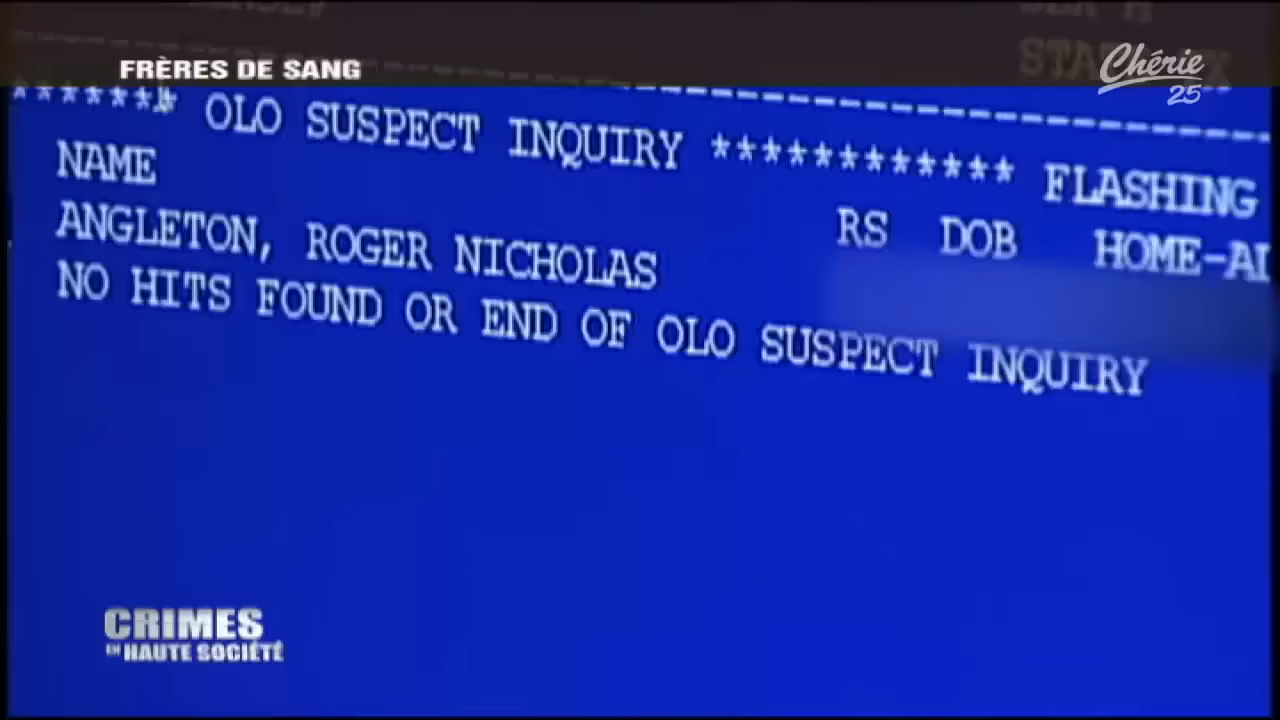 FRÈRES DE SANG
Chérie
25
****** OLO SUSPECT INQUIRY ************ FLASHING
NAME RS DOB HOME-AD
ANGLETON, ROGER NICHOLAS
NO HITS FOUND OR END OF OLO SUSPECT INQUIRY
CRIMES
EN HAUTE SOCIÉTÉ